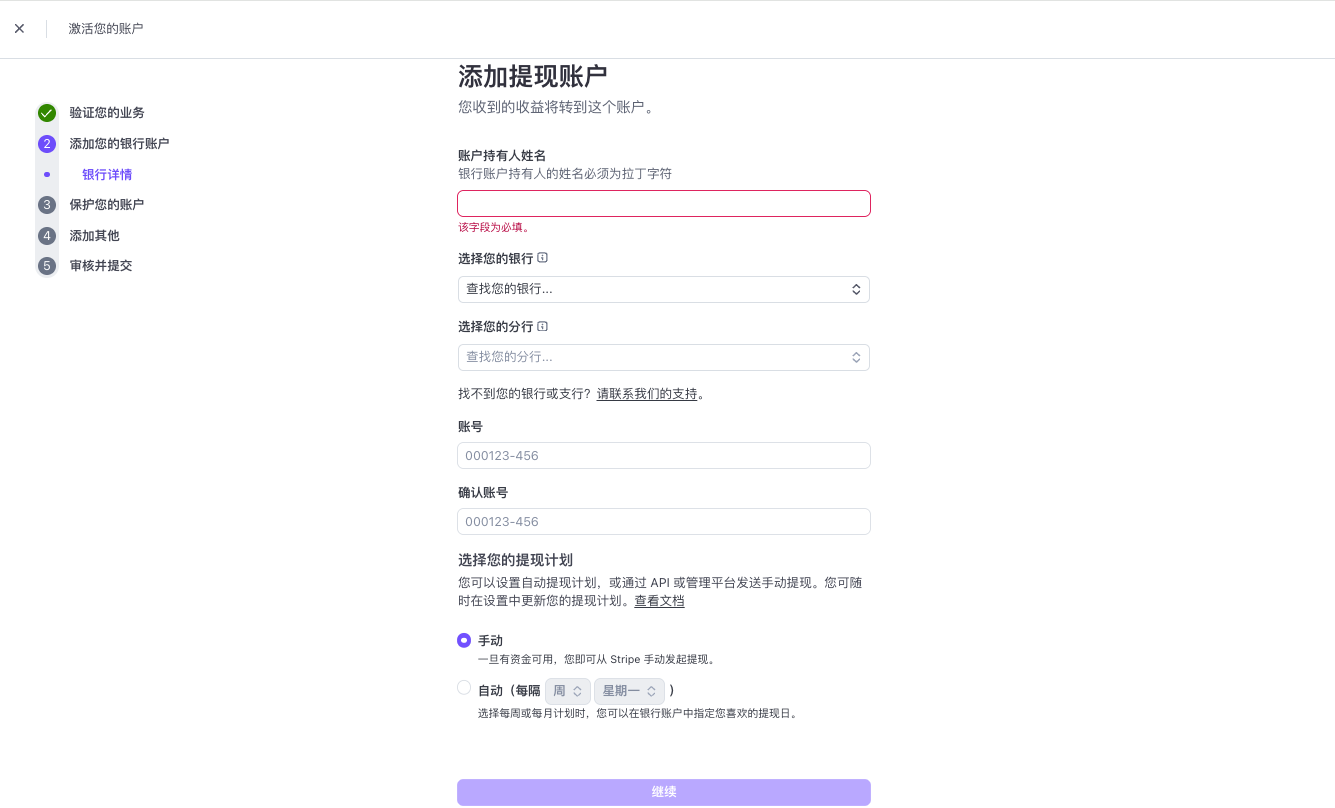 激活您的账户
验证您的业务
2 添加您的银行账户
银行详情
3 保护您的账户
4 添加其他
5 审核并提交
添加提现账户
您收到的收益将转到这个账户。
账户持有人姓名
银行账户持有人的姓名必须为拉丁字符
该字段为必填。
选择您的银行
查找您的银行...
选择您的分行
查找您的分行...
找不到您的银行或支行？请联系我们的支持。
账号
000123-456
确认账号
000123-456
选择您的提现计划
您可以设置自动提现计划，或通过 API 或管理平台发送手动提现。您可随
时在设置中更新您的提现计划。查看文档
手动
一旦有资金可用，您即可从 Stripe 手动发起提现。
自动（每隔 周 星期一 ）
选择每周或每月计划时，您可以在银行账户中指定您喜欢的提现日。
继续